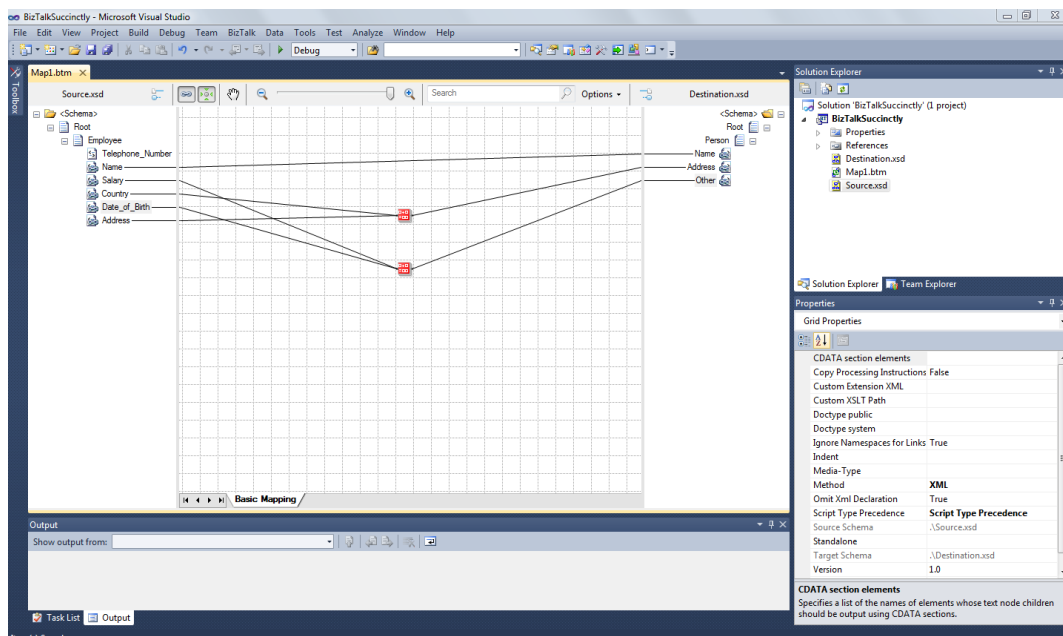 BizTalkSuccinctly - Microsoft Visual Studio
File Edit View Project Build Debug Team BizTalk Data Tools Test Analyze Window Help
Debug
Toolbox
Map1.btm
Source.xsd
Search
Options
Destination.xsd
<Schema>
Root
Employee
Telephone_Number
Name
Salary
Country
Date_of_Birth
Address
<Schema>
Root
Person
Name
Address
Other
Basic Mapping
Output
Show output from:
Task List Output
Solution Explorer
Solution 'BizTalkSuccinctly' (1 project)
BizTalkSuccinctly
Properties
References
Destination.xsd
Map1.btm
Source.xsd
Solution Explorer Team Explorer
Properties
Grid Properties
CDATA section elements
Copy Processing Instructions False
Custom Extension XML
Custom XSLT Path
Doctype public
Doctype system
Ignore Namespaces for Links True
Indent
Media-Type
Method XML
Omit Xml Declaration True
Script Type Precedence Script Type Precedence
Source Schema .\Source.xsd
Standalone
Target Schema .\Destination.xsd
Version 1.0
CDATA section elements
Specifies a list of the names of elements whose text node children
should be output using CDATA sections.